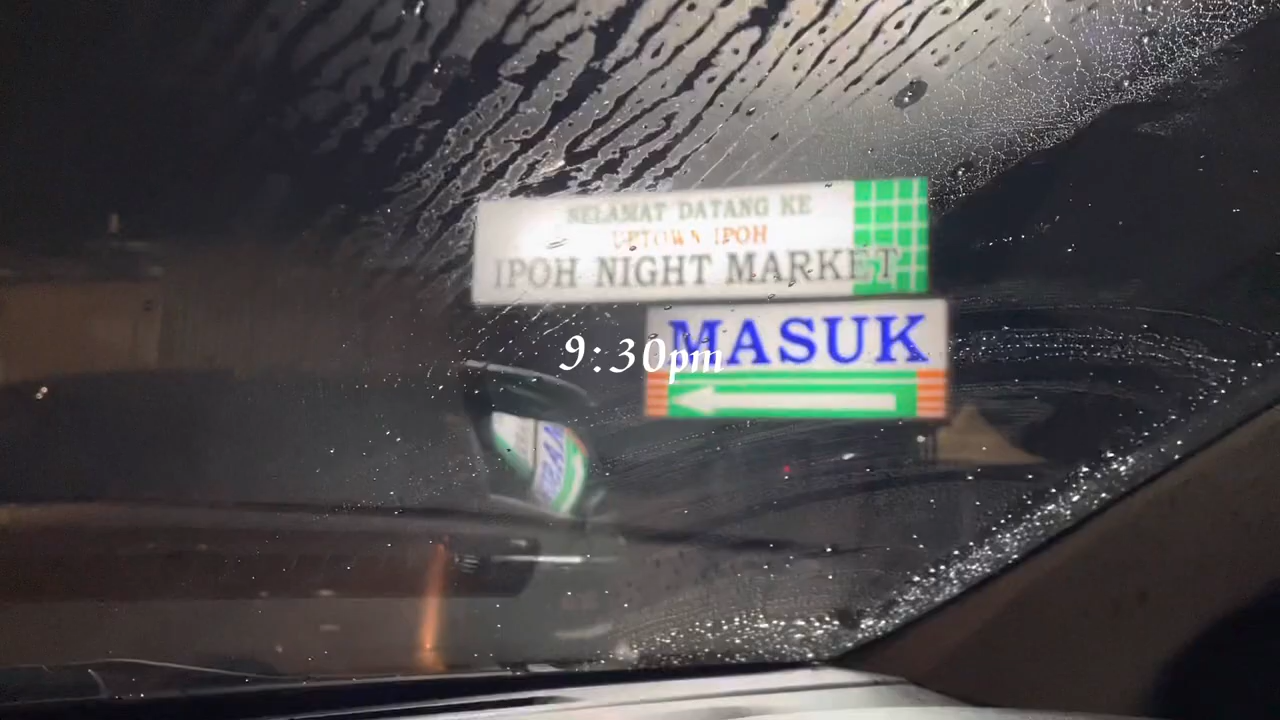 SELAMAT DATANG KE
UPTOWN IPOH
IPOH NIGHT MARKET
MASUK
9:30pm